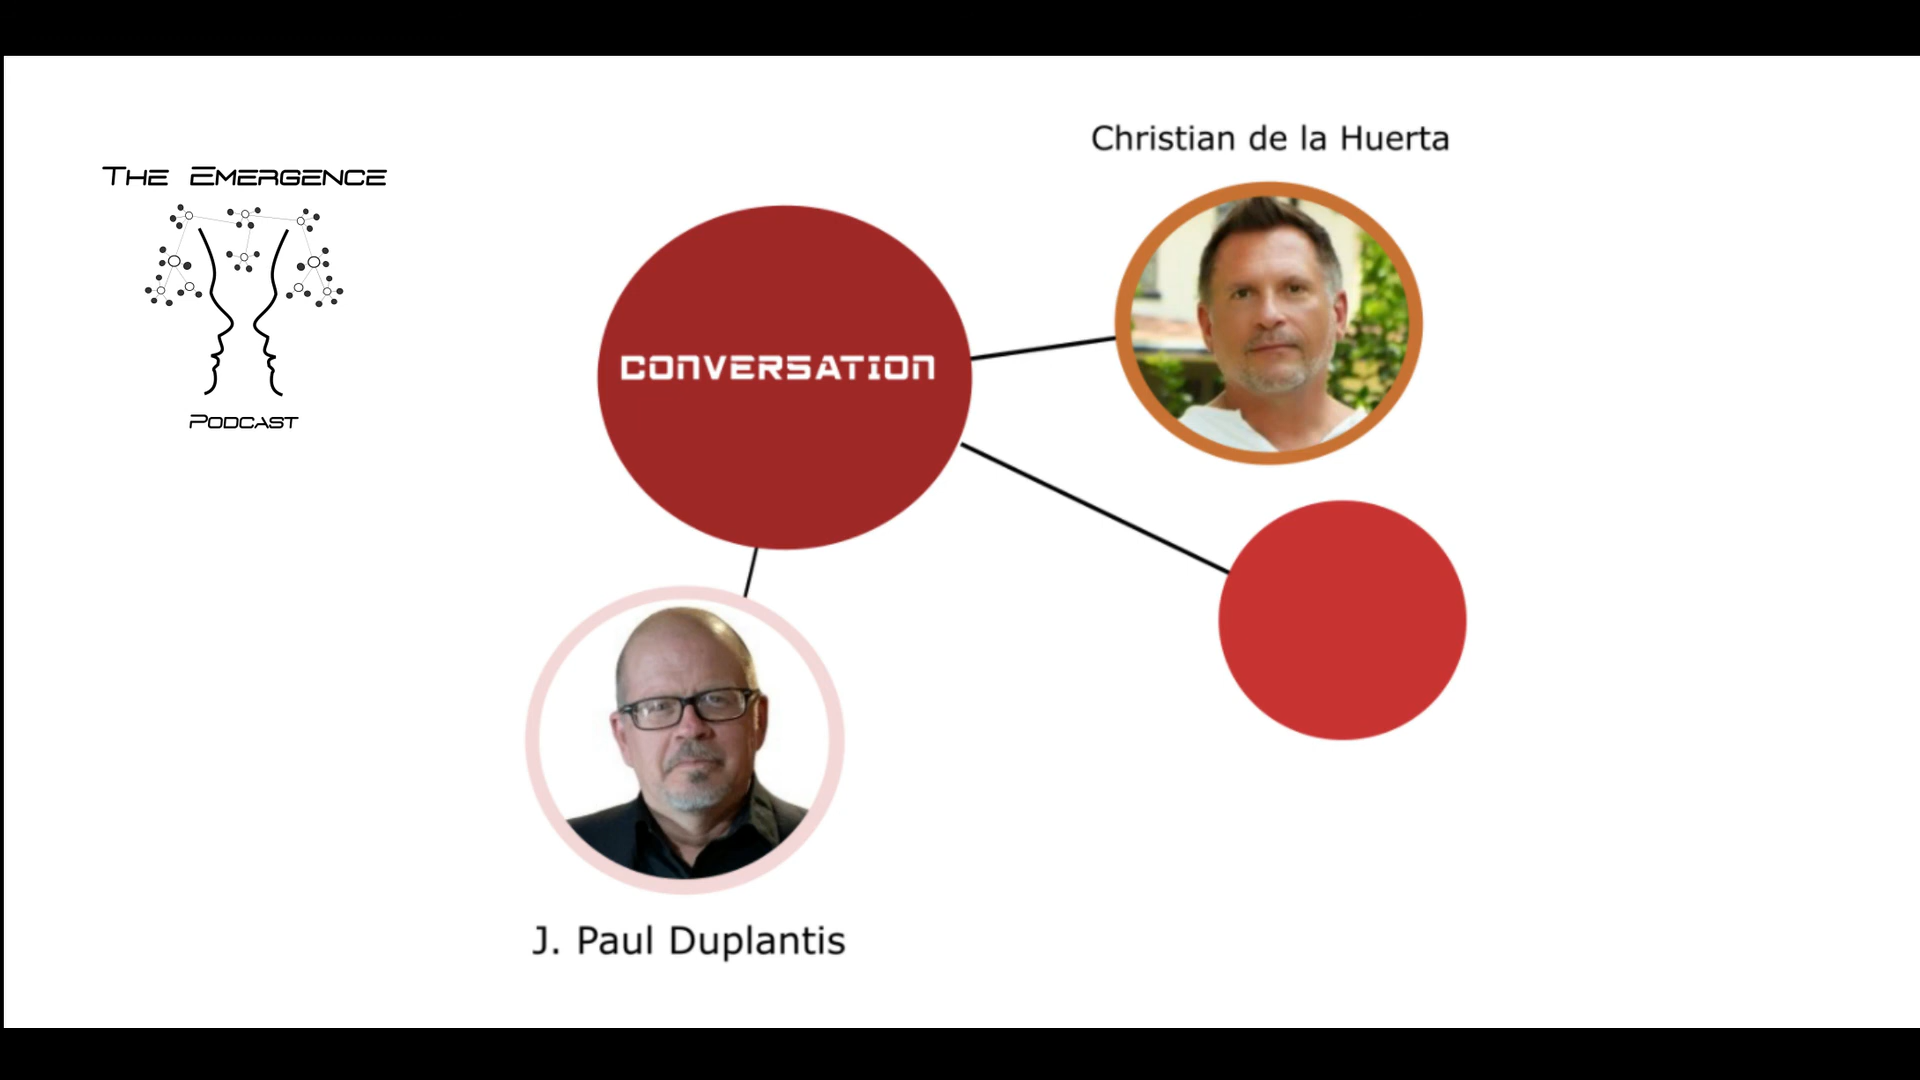 The Emergence
Podcast
CONVERSATION
Christian de la Huerta
J. Paul Duplantis